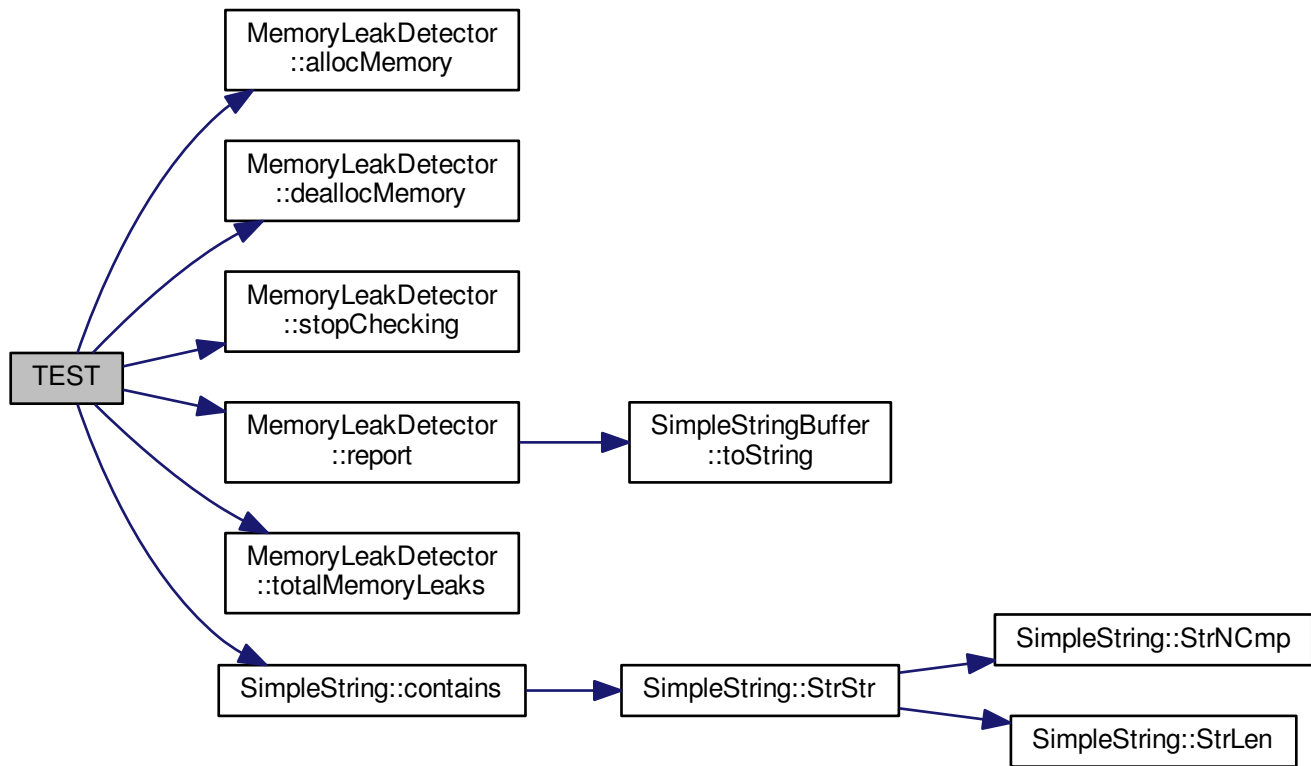 MemoryLeakDetector
::allocMemory
MemoryLeakDetector
::deallocMemory
MemoryLeakDetector
::stopChecking
TEST
MemoryLeakDetector
::report
SimpleStringBuffer
::toString
MemoryLeakDetector
::totalMemoryLeaks
SimpleString::contains
SimpleString::StrStr
SimpleString::StrNCmp
SimpleString::StrLen